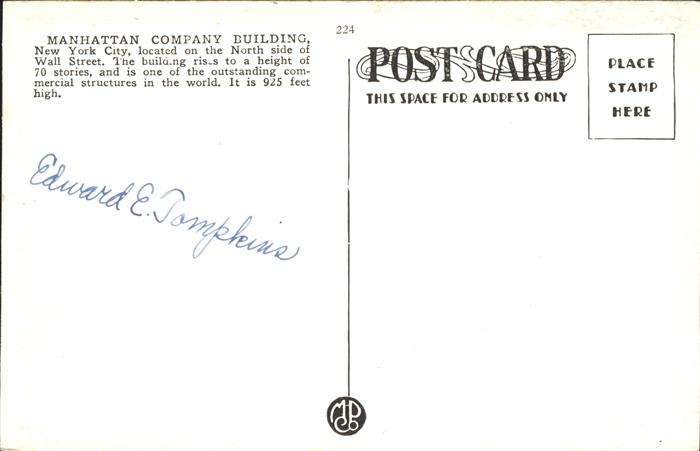 224
MANHATTAN COMPANY BUILDING,
New York City, located on the North side of
Wall Street. The building rises to a height of
70 stories, and is one of the outstanding com-
mercial structures in the world. It is 925 feet
high.
Edward E. Tompkins
POST CARD
THIS SPACE FOR ADDRESS ONLY
PLACE
STAMP
HERE